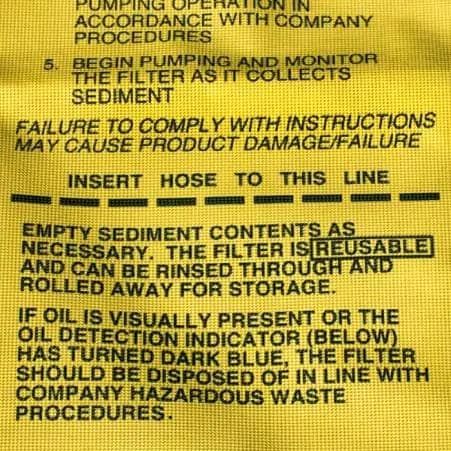 PUMPING OPERATION IN
ACCORDANCE WITH COMPANY
PROCEDURES
5. BEGIN PUMPING AND MONITOR
THE FILTER AS IT COLLECTS
SEDIMENT
FAILURE TO COMPLY WITH INSTRUCTIONS
MAY CAUSE PRODUCT DAMAGE/FAILURE
INSERT HOSE TO THIS LINE
EMPTY SEDIMENT CONTENTS AS
NECESSARY. THE FILTER IS REUSABLE
AND CAN BE RINSED THROUGH AND
ROLLED AWAY FOR STORAGE.
IF OIL IS VISUALLY PRESENT OR THE
OIL DETECTION INDICATOR (BELOW)
HAS TURNED DARK BLUE, THE FILTER
SHOULD BE DISPOSED OF IN LINE WITH
COMPANY HAZARDOUS WASTE
PROCEDURES.